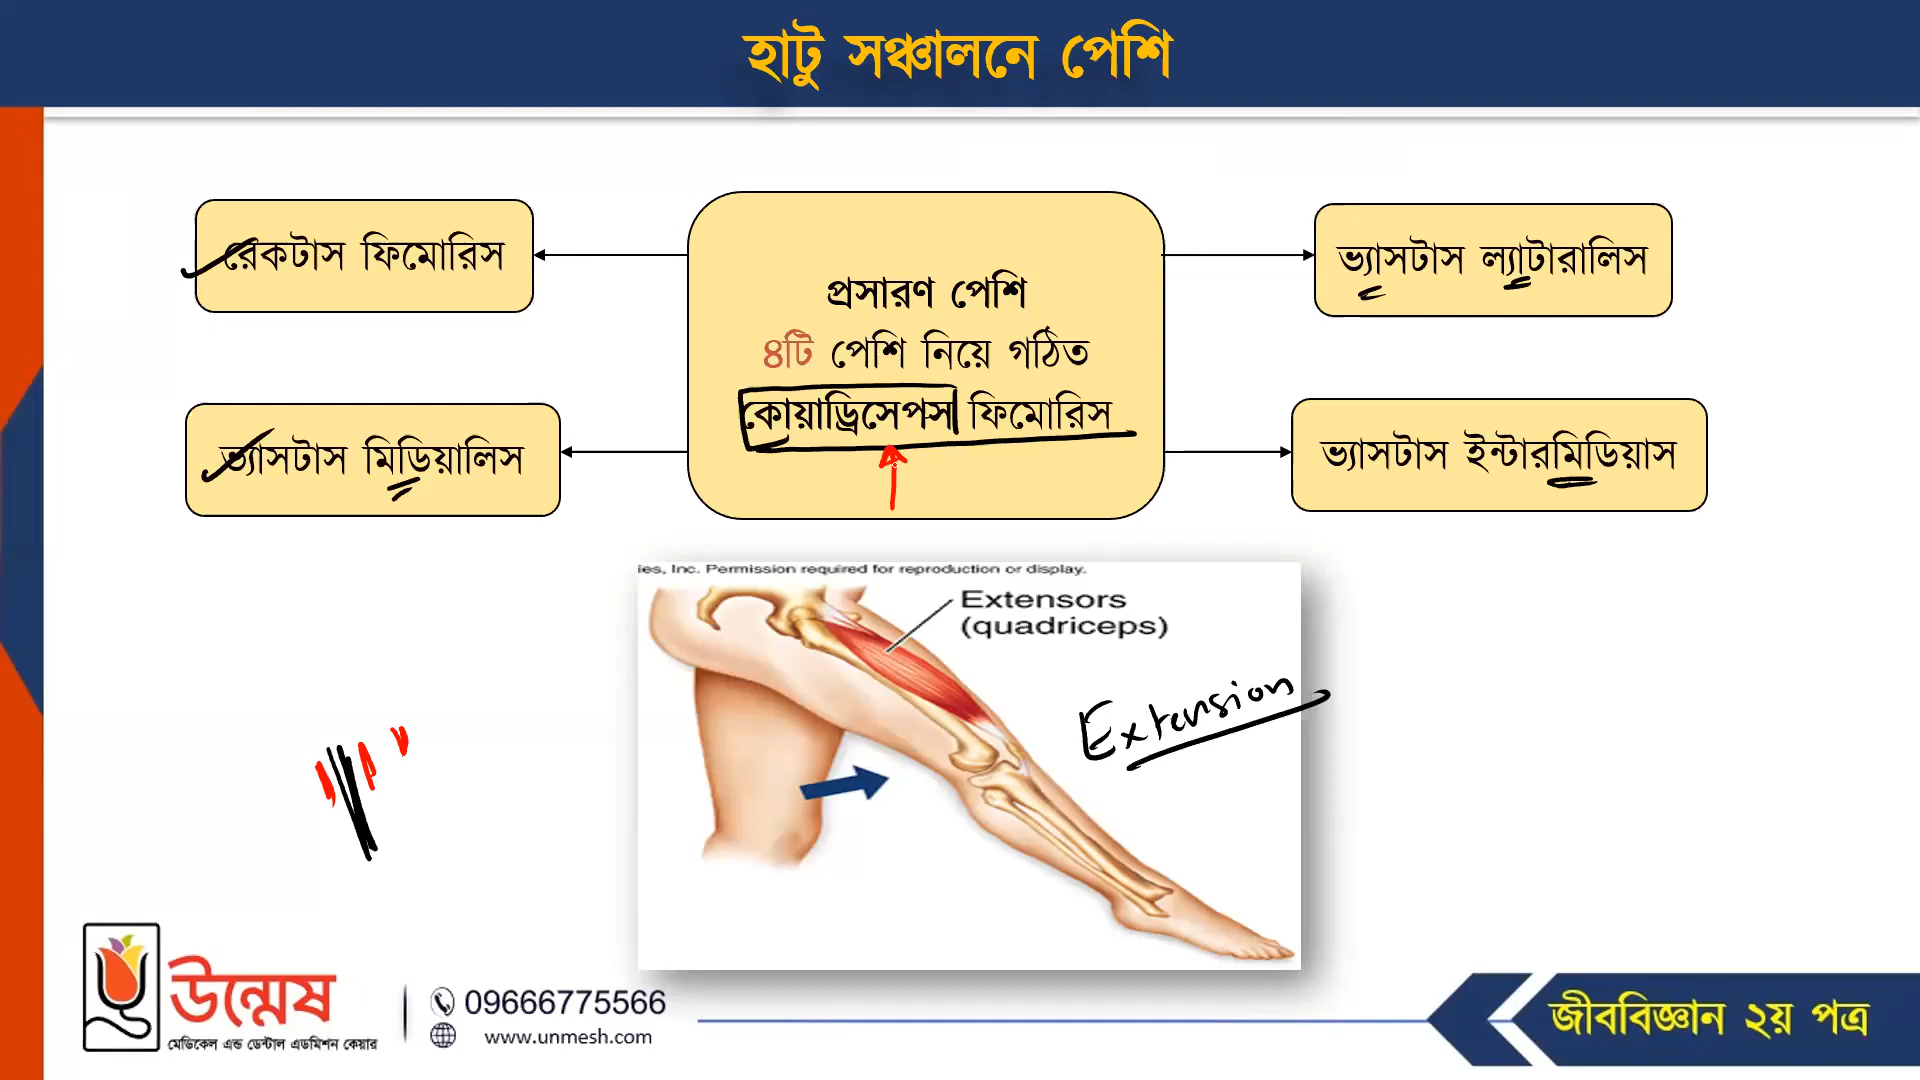 হাটু সঞ্চালনে পেশি
রেকটাস ফিমোরিস
ভ্যাসটাস মিডিয়ালিস
প্রসারণ পেশি
৪টি পেশি নিয়ে গঠিত
কোয়াড্রিসেপস ফিমোরিস
ভ্যাসটাস ল্যাটারালিস
ভ্যাসটাস ইন্টারমিডিয়াস
ies, Inc. Permission required for reproduction or display.
Extensors
(quadriceps)
Extension
উন্মেষ
মেডিকেল এন্ড ডেন্টাল এডমিশন কেয়ার
09666775566
www.unmesh.com
জীববিজ্ঞান ২য় পত্র